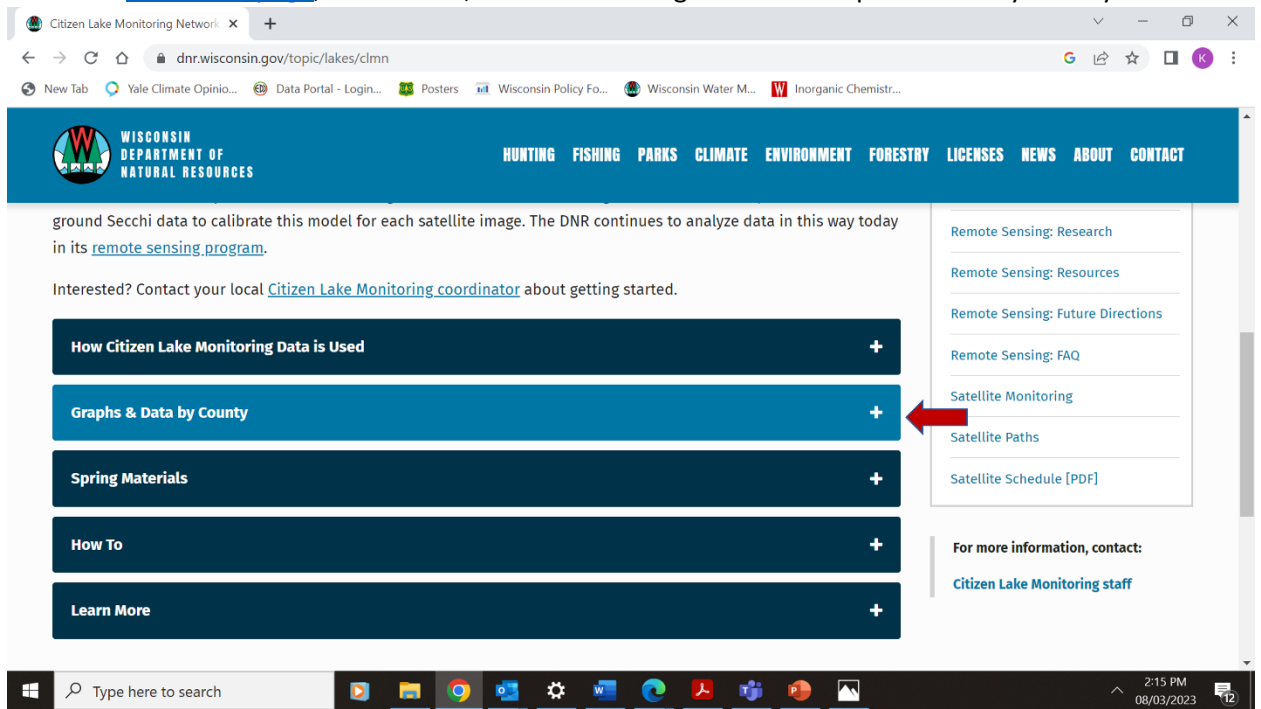 Citizen Lake Monitoring Network
dnr.wisconsin.gov/topic/lakes/clmn
G
K
New Tab Yale Climate Opinio... Data Portal - Login... Posters Wisconsin Policy Fo... Wisconsin Water M... W Inorganic Chemistr...
W
WISCONSIN
DEPARTMENT OF
NATURAL RESOURCES
HUNTING FISHING PARKS CLIMATE ENVIRONMENT FORESTRY LICENSES NEWS ABOUT CONTACT
ground Secchi data to calibrate this model for each satellite image. The DNR continues to analyze data in this way today
in its remote sensing program.
Interested? Contact your local Citizen Lake Monitoring coordinator about getting started.
How Citizen Lake Monitoring Data is Used +
Graphs & Data by County +
Spring Materials +
How To +
Learn More +
Remote Sensing: Research
Remote Sensing: Resources
Remote Sensing: Future Directions
Remote Sensing: FAQ
Satellite Monitoring
Satellite Paths
Satellite Schedule [PDF]
For more information, contact:
Citizen Lake Monitoring staff
Type here to search
2:15 PM
08/03/2023
12